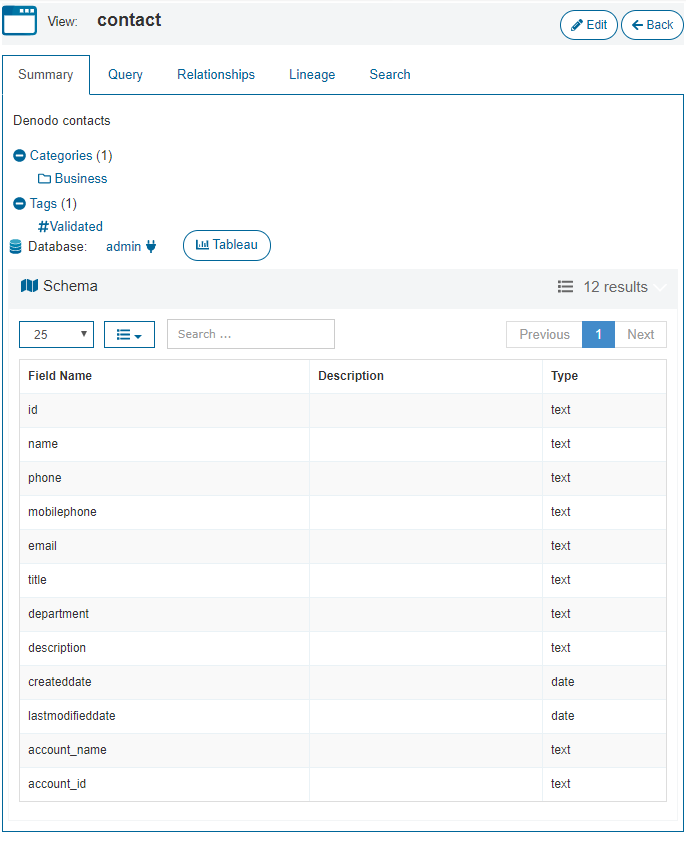 View: contact Edit Back
Summary Query Relationships Lineage Search
Denodo contacts
Categories (1)
Business
Tags (1)
#Validated
Database: admin Tableau
Schema 12 results
25 Search ... Previous 1 Next
Field Name Description Type
id text
name text
phone text
mobilephone text
email text
title text
department text
description text
createddate date
lastmodifieddate date
account_name text
account_id text